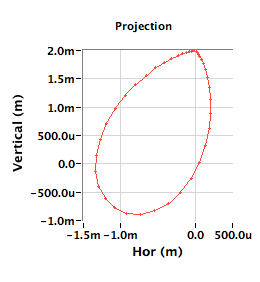 Projection
2.0m
1.5m
1.0m
500.0u
0.0
-500.0u
-1.0m
Vertical (m)
-1.5m -1.0m 0.0 500.0u
Hor (m)